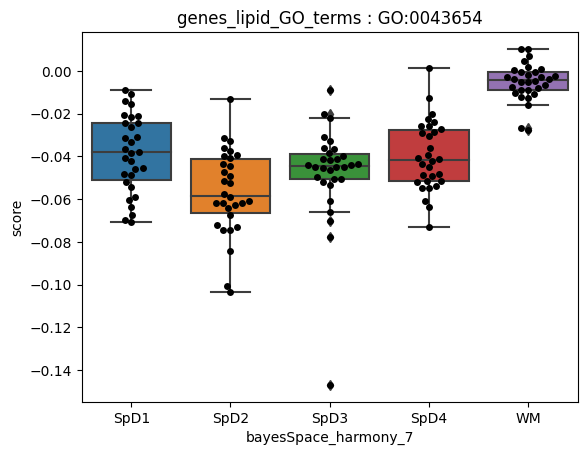 genes_lipid_GO_terms : GO:0043654
0.00
−0.02
−0.04
−0.06
−0.08
−0.10
−0.12
−0.14
score
SpD1 SpD2 SpD3 SpD4 WM
bayesSpace_harmony_7